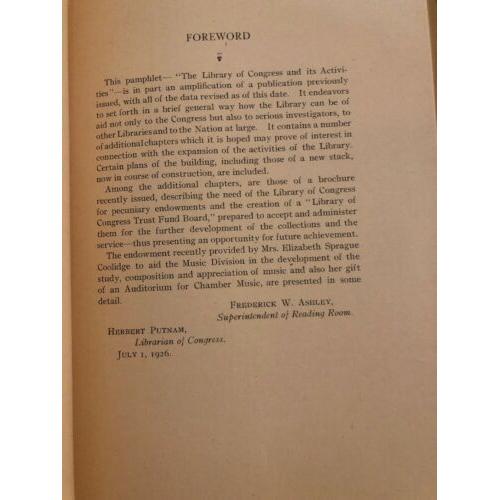 FOREWORD
This pamphlet—"The Library of Congress and its Activi-
ties"—is in part an amplification of a publication previously
issued, with all of the data revised as of this date. It endeavors
to set forth in a brief general way how the Library can be of
aid not only to the Congress but also to serious investigators, to
other Libraries and to the Nation at large. It contains a number
of additional chapters which it is hoped may prove of interest in
connection with the expansion of the activities of the Library.
Certain plans of the building, including those of a new stack,
now in course of construction, are included.
Among the additional chapters, are those of a brochure
recently issued, describing the need of the Library of Congress
for pecuniary endowments and the creation of a "Library of
Congress Trust Fund Board," prepared to accept and administer
them for the further development of the collections and the
service—thus presenting an opportunity for future achievement.
The endowment recently provided by Mrs. Elizabeth Sprague
Coolidge to aid the Music Division in the development of the
study, composition and appreciation of music and also her gift
of an Auditorium for Chamber Music, are presented in some
detail.
FREDERICK W. ASHLEY,
Superintendent of Reading Room.
HERBERT PUTNAM,
Librarian of Congress.
JULY 1, 1926.